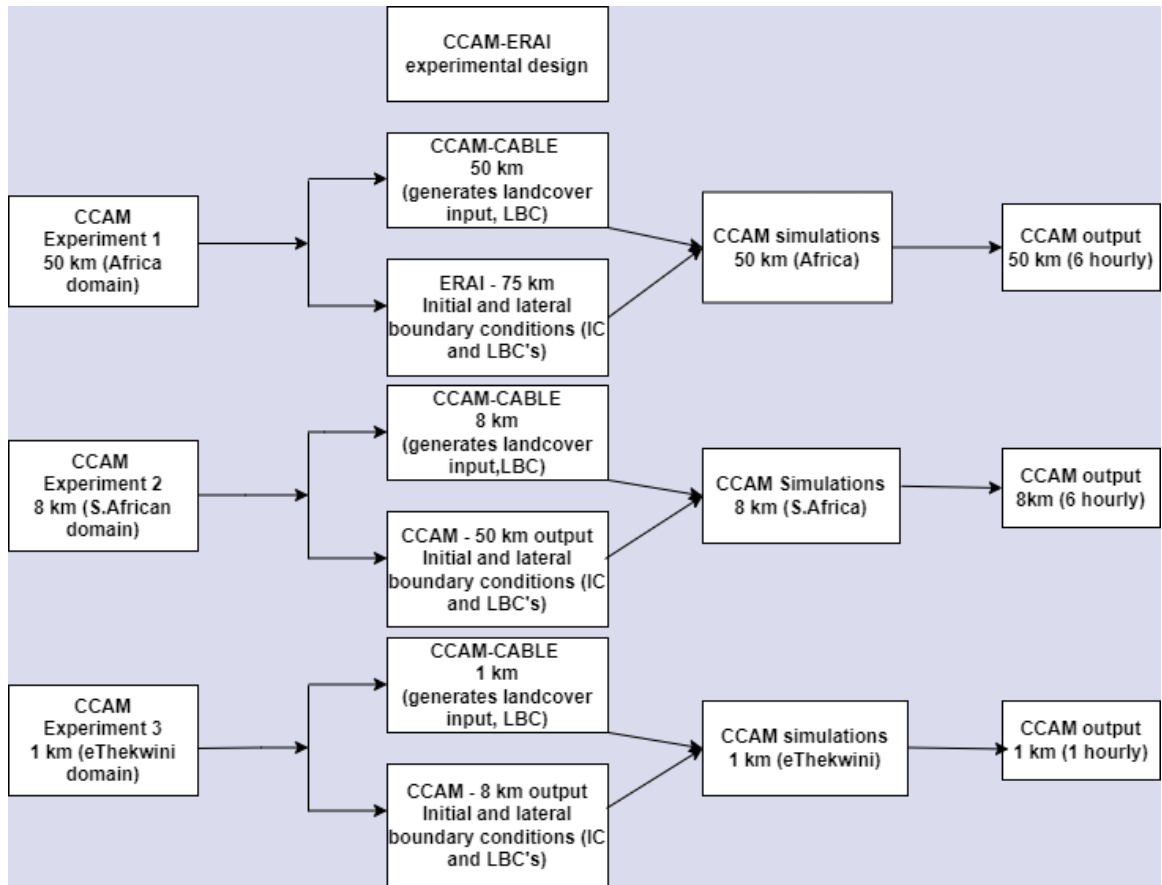 CCAM-ERAI
experimental design
CCAM
Experiment 1
50 km (Africa
domain)
CCAM-CABLE
50 km
(generates landcover
input, LBC)
ERAI - 75 km
Initial and lateral
boundary conditions (IC
and LBC's)
CCAM simulations
50 km (Africa)
CCAM output
50 km (6 hourly)
CCAM
Experiment 2
8 km (S.African
domain)
CCAM-CABLE
8 km
(generates landcover
input,LBC)
CCAM - 50 km output
Initial and lateral
boundary conditions (IC
and LBC's)
CCAM Simulations
8 km (S.Africa)
CCAM output
8km (6 hourly)
CCAM
Experiment 3
1 km (eThekwini
domain)
CCAM-CABLE
1 km
(generates landcover
input, LBC)
CCAM - 8 km output
Initial and lateral
boundary conditions (IC
and LBC's)
CCAM simulations
1 km (eThekwini)
CCAM output
1 km (1 hourly)